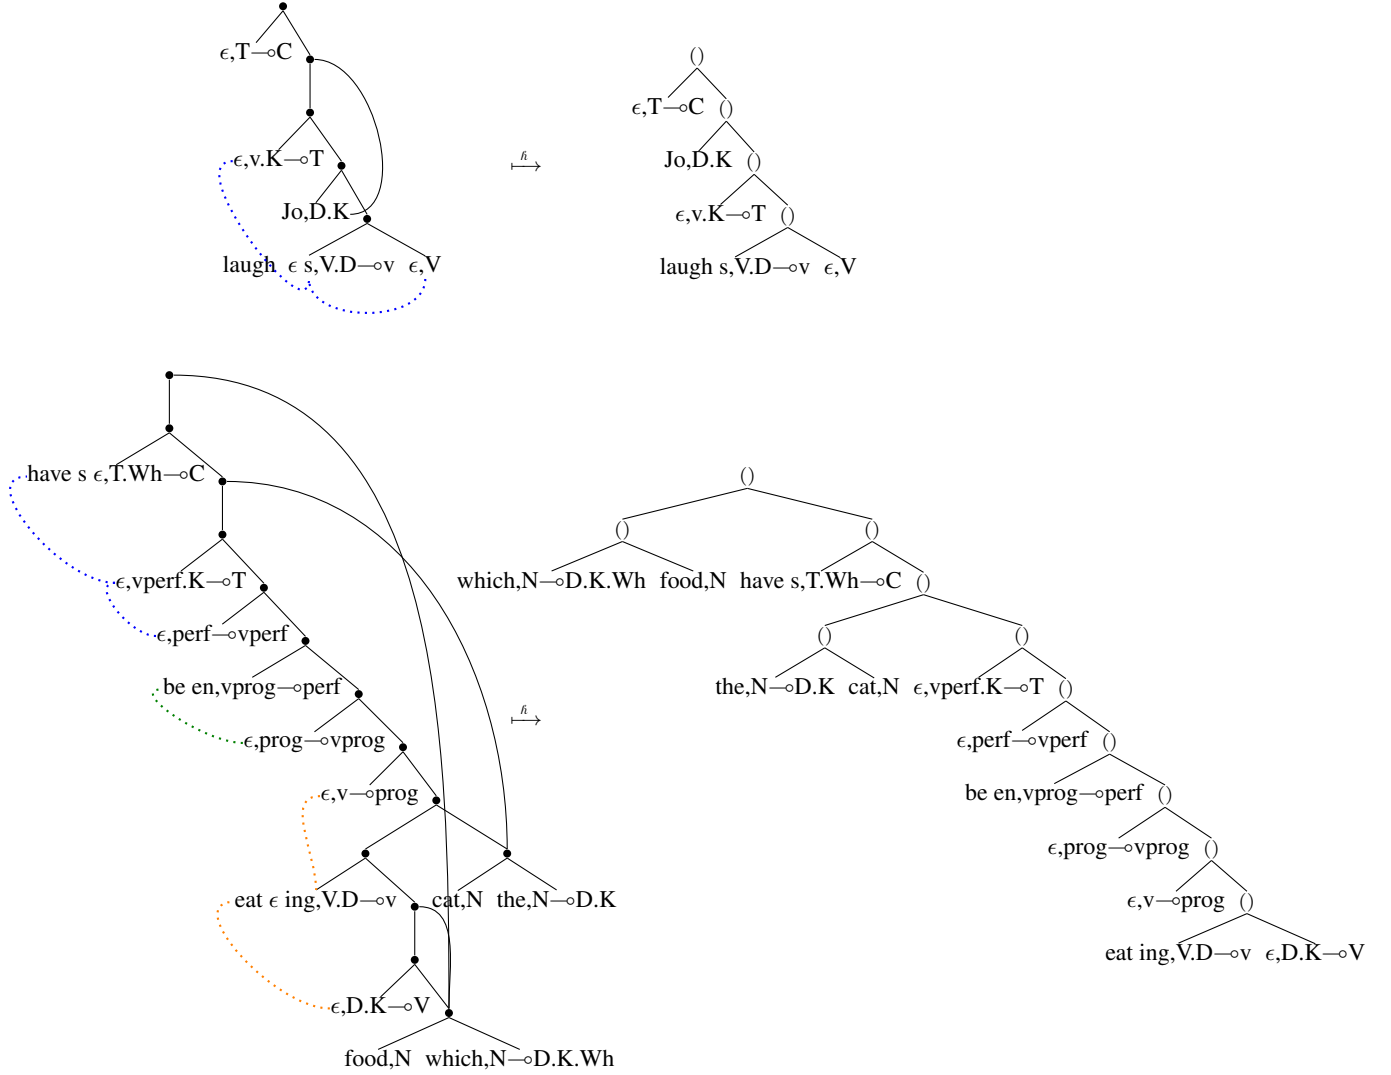 ϵ,T⊸C
()
ϵ,T⊸C ()
ϵ,v.K⊸T
ℏ
⟼
Jo,D.K ()
Jo,D.K
ϵ,v.K⊸T ()
laugh ϵ s,V.D⊸v ϵ,V
laugh s,V.D⊸v ϵ,V
have s ϵ,T.Wh⊸C
()
() ()
ϵ,vperf.K⊸T
which,N⊸D.K.Wh food,N have s,T.Wh⊸C ()
ϵ,perf⊸vperf
() ()
be en,vprog⊸perf
the,N⊸D.K cat,N ϵ,vperf.K⊸T ()
ℏ
⟼
ϵ,prog⊸vprog
ϵ,perf⊸vperf ()
ϵ,v⊸prog
be en,vprog⊸perf ()
ϵ,prog⊸vprog ()
eat ϵ ing,V.D⊸v cat,N the,N⊸D.K
ϵ,v⊸prog ()
eat ing,V.D⊸v ϵ,D.K⊸V
ϵ,D.K⊸V
food,N which,N⊸D.K.Wh